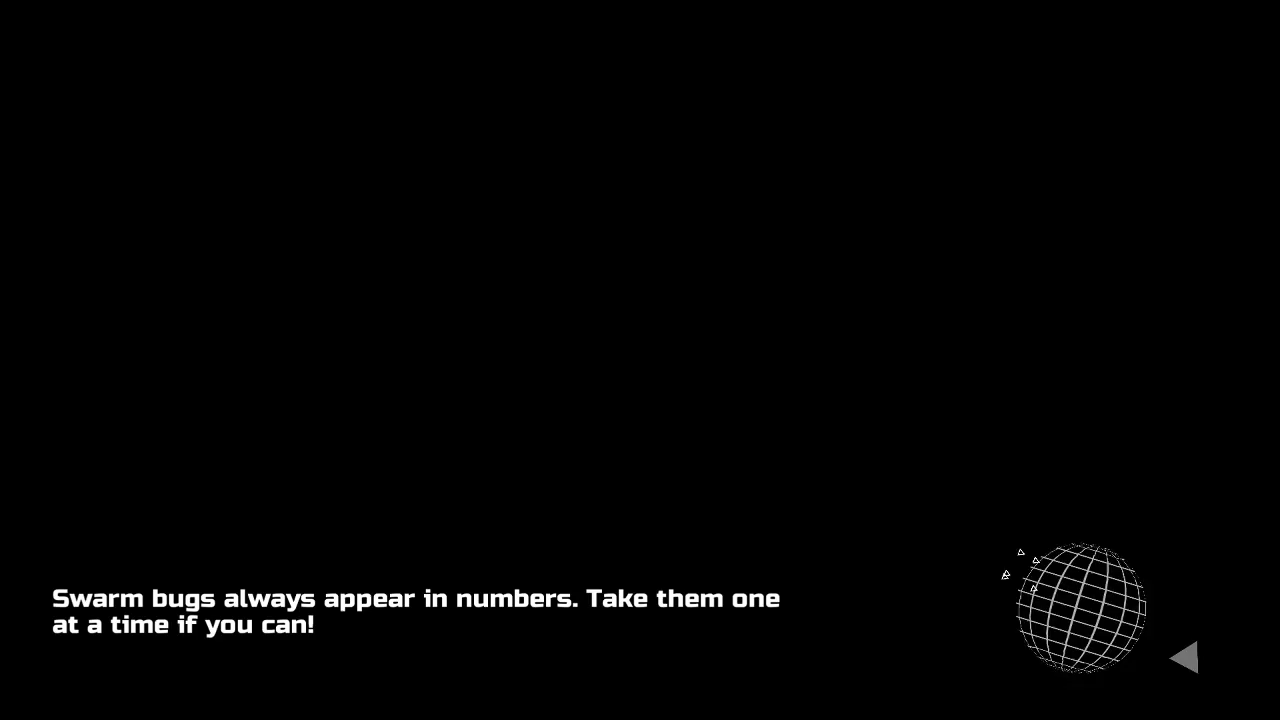 Swarm bugs always appear in numbers. Take them one
at a time if you can!